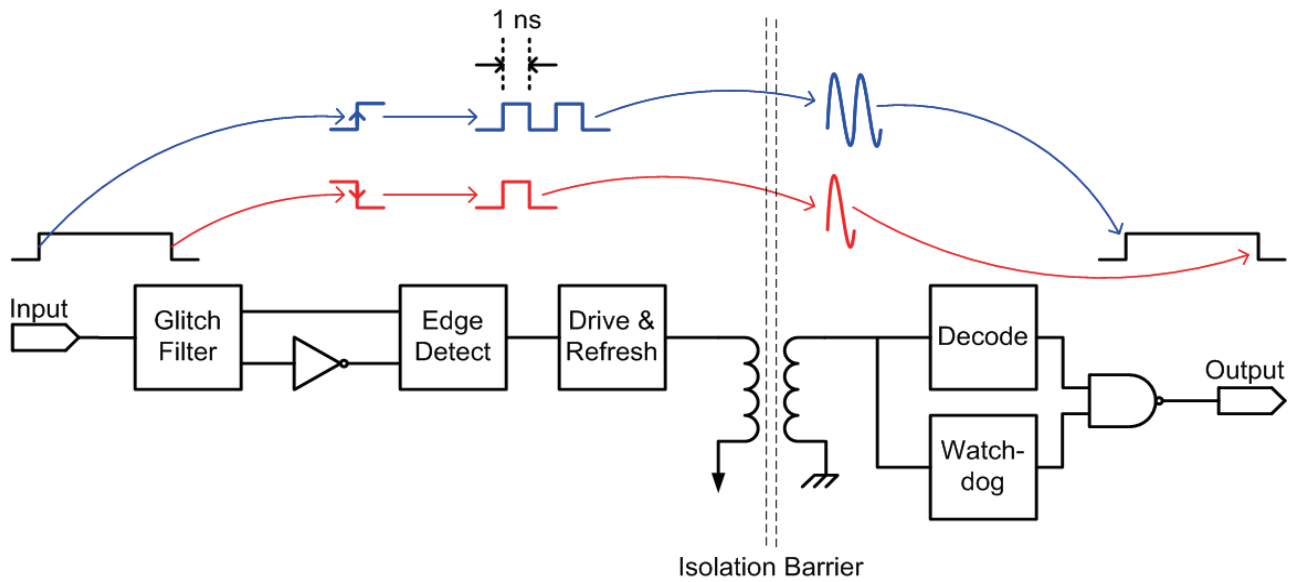 1 ns
Input
Glitch
Filter
Edge
Detect
Drive &
Refresh
Decode
Watch-
dog
Output
Isolation Barrier